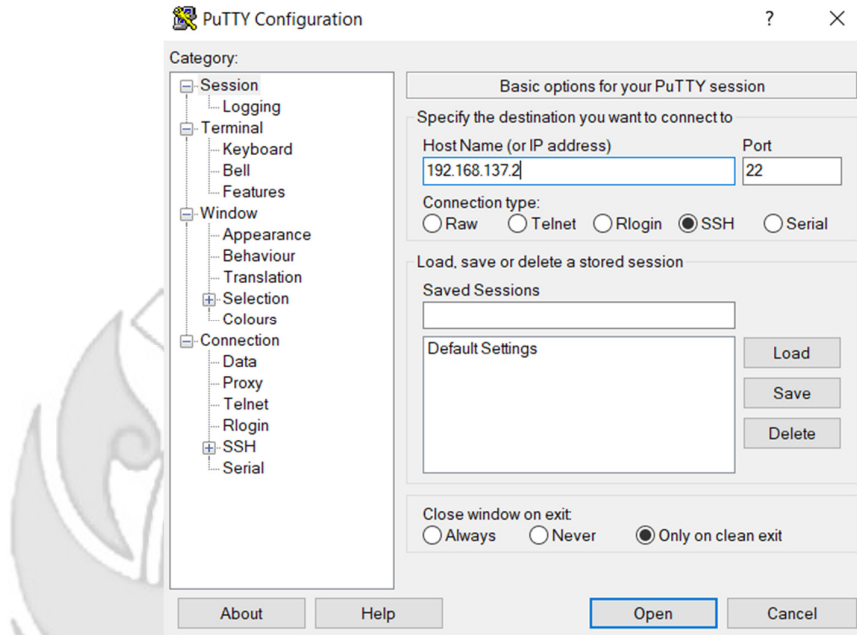 PuTTY Configuration
?
Category:
Session
Logging
Terminal
Keyboard
Bell
Features
Window
Appearance
Behaviour
Translation
Selection
Colours
Connection
Data
Proxy
Telnet
Rlogin
SSH
Serial
Basic options for your PuTTY session
Specify the destination you want to connect to
Host Name (or IP address) Port
192.168.137.2 22
Connection type:
Raw Telnet Rlogin SSH Serial
Load, save or delete a stored session
Saved Sessions
Default Settings
Load
Save
Delete
Close window on exit:
Always Never Only on clean exit
About Help Open Cancel